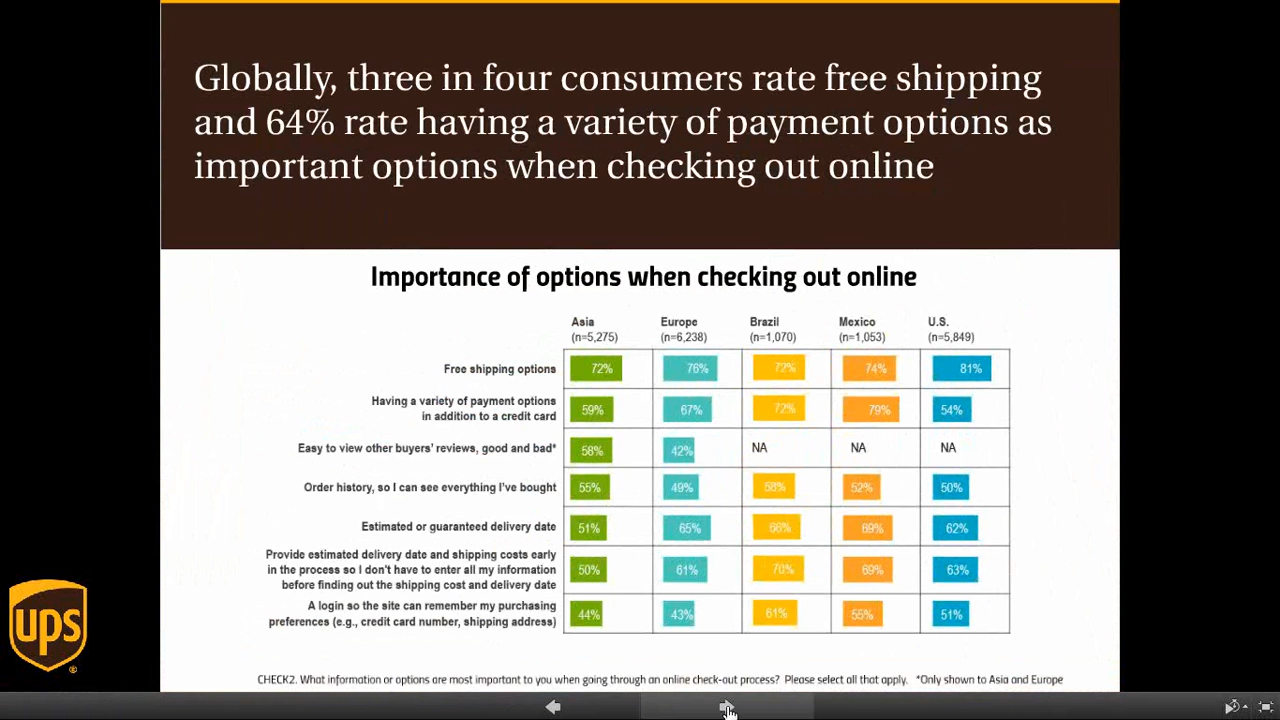 Globally, three in four consumers rate free shipping
and 64% rate having a variety of payment options as
important options when checking out online
Importance of options when checking out online
Asia Europe Brazil Mexico U.S.
(n=5,275) (n=6,238) (n=1,070) (n=1,053) (n=5,849)
Free shipping options 72% 76% 72% 74% 81%
Having a variety of payment options
in addition to a credit card 59% 67% 72% 79% 54%
Easy to view other buyers' reviews, good and bad* 58% 42% NA NA NA
Order history, so I can see everything I've bought 55% 49% 58% 52% 50%
Estimated or guaranteed delivery date 51% 65% 66% 69% 62%
Provide estimated delivery date and shipping costs early
in the process so I don't have to enter all my information 50% 61% 70% 69% 63%
before finding out the shipping cost and delivery date
A login so the site can remember my purchasing
preferences (e.g., credit card number, shipping address) 44% 43% 61% 55% 51%
ups
CHECK2. What information or options are most important to you when going through an online check-out process? Please select all that apply. *Only shown to Asia and Europe